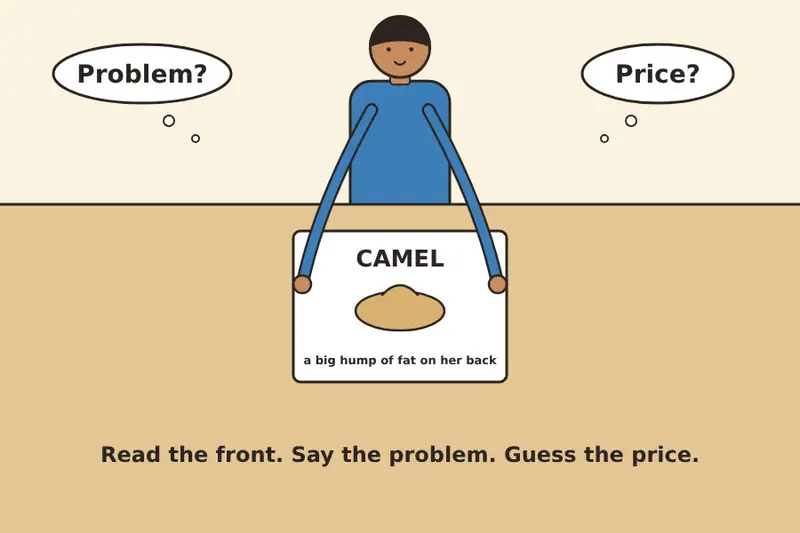 Problem?
Price?
CAMEL
a big hump of fat on her back
Read the front. Say the problem. Guess the price.